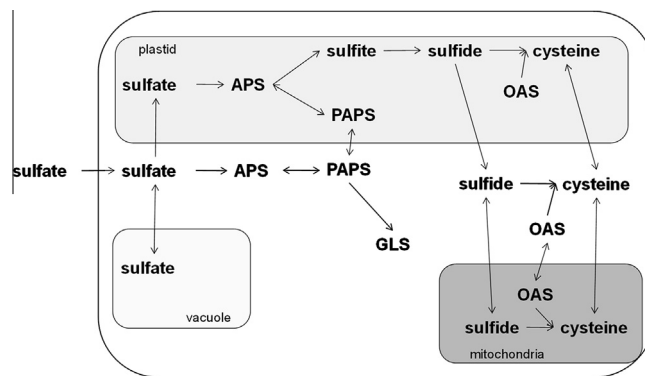 plastid
sulfite sulfide cysteine
sulfate APS OAS
PAPS
sulfate sulfate APS PAPS sulfide cysteine
OAS
GLS
sulfate
OAS
vacuole
sulfide cysteine
mitochondria